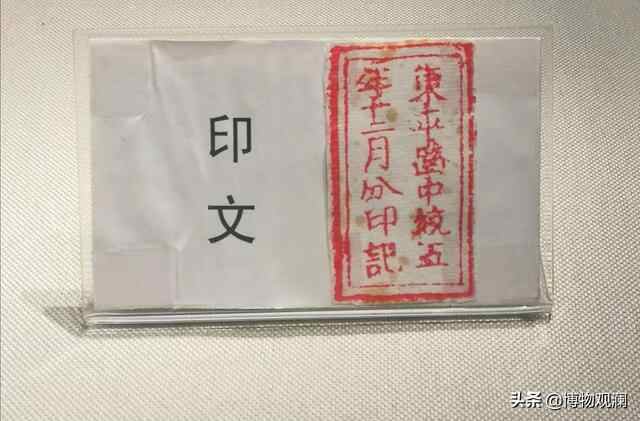 印文
東平路中統五
年十二月分印記
头条 @博物观澜